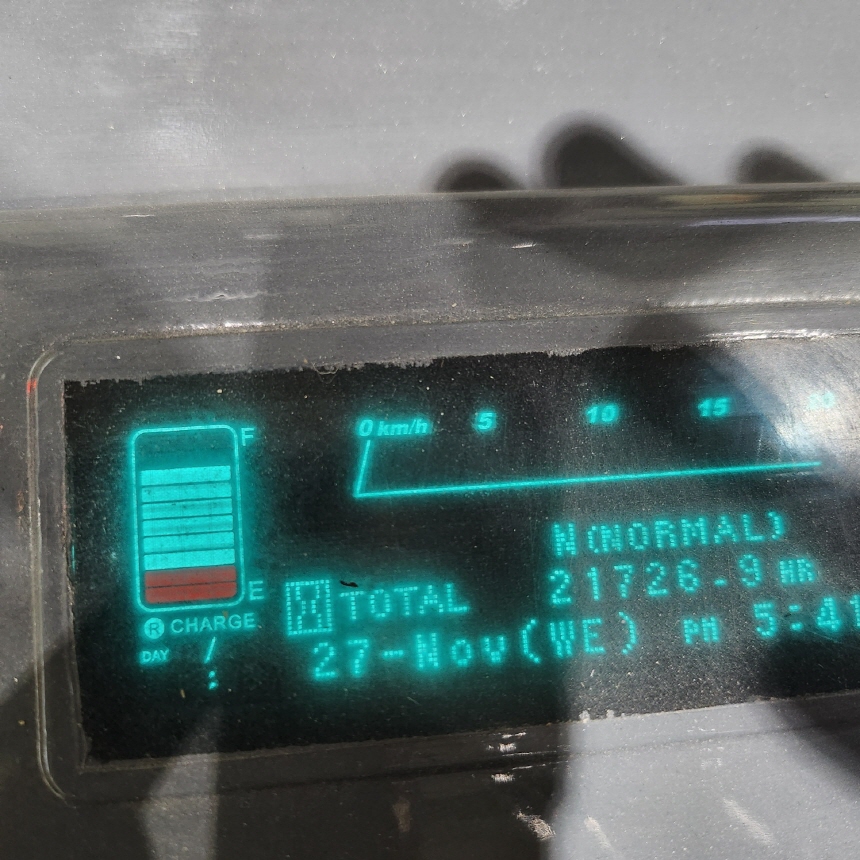 0 km/h 5 10 15
F
N(NORMAL)
21726.9 HR
E
H TOTAL
R CHARGE
27-Nov(WE) PM 5:41
DAY /
: